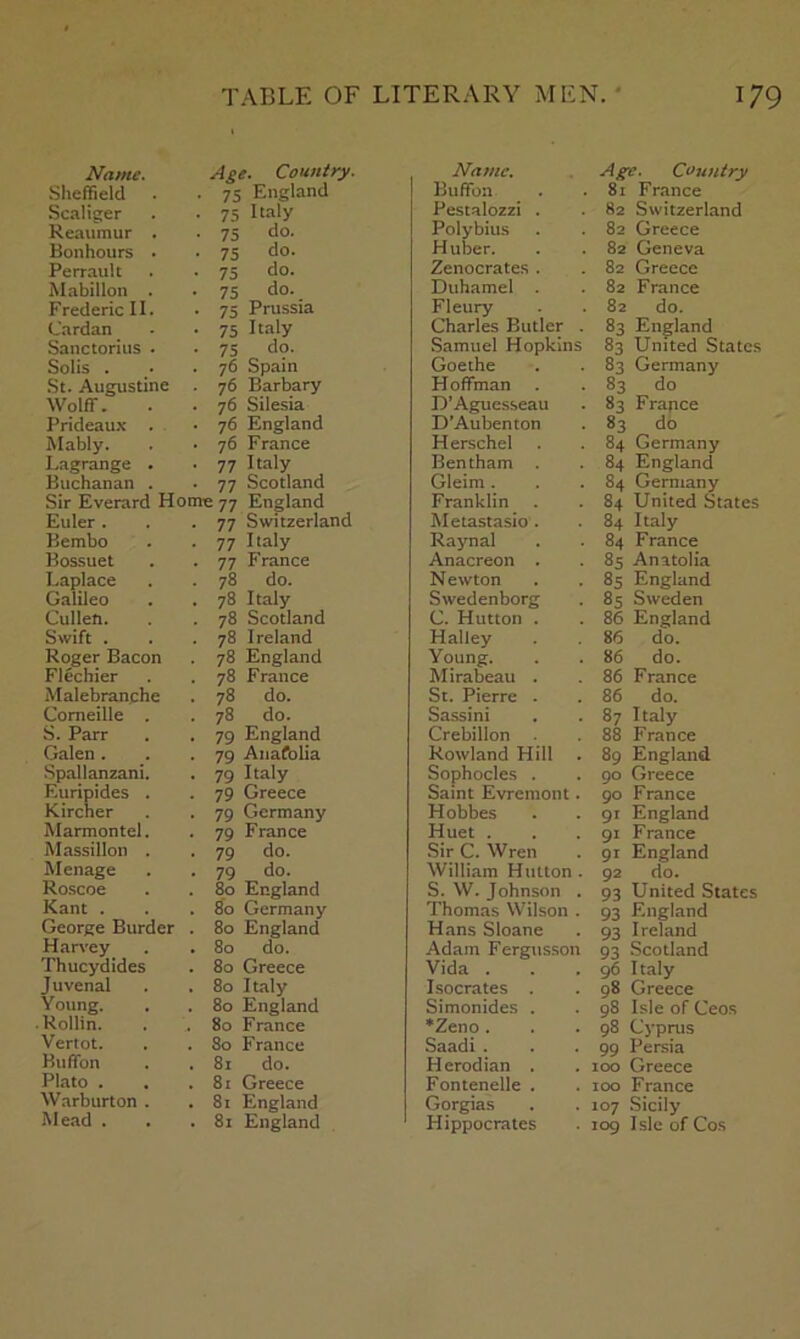 TABLE OF LITERARY MEN. 179
Name. Age. Country.
Sheffield . . 75 England
Scaliger . . 75 Italy
Reaumur . . 75 do.
Bonhours . . 75 do.
Perrault . . 75 do.
Mabillon . . 75 do.
Frederic II. . 75 Prussia
Cardan . . 75 Italy
Sanctorius . . 75 do.
Solis . . . 76 Spain
St. Augustine . 76 Barbary
Wolff. . . 76 Silesia
Prideaux . . 76 England
Mably. . . 76 France
Lagrange . . 77 Italy
Buchanan . . 77 Scotland
Sir Everard Home 77 England
Euler . . . 77 Switzerland
Bembo . . 77 Italy
Bossuet . . 77 France
Laplace . . 78 do.
Galileo . . 78 Italy
Cullen. . . 78 Scotland
Swift . . . 78 Ireland
Roger Bacon . 78 England
Fléchier . . 78 France
Malebranche . 78 do.
Corneille . . 78 do.
S. Parr . . 79 England
Galen . . . 79 Anatolia
Spallanzani. . 79 Italy
Euripides . . 79 Greece
Kircher . . 79 Germany
Marmontel. . 79 France
Massillon . . 79 do.
Menage . . 79 do.
Roscoe . . 80 England
Kant . . . 80 Germany
George Burder . 80 England
Harvey . . 80 do.
Thucydides . 80 Greece
Juvenal . . 80 Italy
Young. . . 80 England
Rollin. . . 80 France
Vertot. . . 80 France
Buffon . . 81 do.
Plato . . . 81 Greece
Warburton . . 81 England
Mead . . . 81 England
Name. Age. Country
Buffon . . 81 France
Pestalozzi . . 82 Switzerland
Polybius . . 82 Greece
Huber. . . 82 Geneva
Zenocrates . . 82 Greece
Duhamel . . 82 France
Fleury . . 82 do.
Charles Butler . 83 England
Samuel Hopkins 83 United States
Goethe . . 83 Germany
Hoffman . . 83 do
D'Aguesseau . 83 France
D'Aubenton . 83 do
Herschel . . 84 Germany
Bentham . . 84 England
Gleim . . . 84 Germany
Franklin . . 84 United States
Metastasio . . 84 Italy
Raynal . . 84 France
Anacreon . . 85 Anatolia
Newton . . 85 England
Swedenborg . 85 Sweden
C. Hutton . . 86 England
Halley . . 86 do.
Young. . . 86 do.
Mirabeau . . 86 France
St. Pierre . . 86 do.
Sassini . . 87 Italy
Crebillon . . 88 France
Rowland Hill . 89 England
Sophocles . . 90 Greece
Saint Evremont . 90 France
Hobbes . . 91 England
Huet . . . 91 France
Sir C. Wren . 91 England
William Hutton . 92 do.
S. W. Johnson . 93 United States
Thomas Wilson . 93 England
Hans Sloane . 93 Ireland
Adam Fergusson 93 Scotland
Vida . . . 96 Italy
Isocrates . . 98 Greece
Simonides . . 98 Isle of Ceos
*Zeno . . . 98 Cyprus
Saadi . . . 99 Persia
Herodian . . 100 Greece
Fontenelle . . 100 France
Gorgias . . 107 Sicily
Hippocrates . 109 Isle of Cos